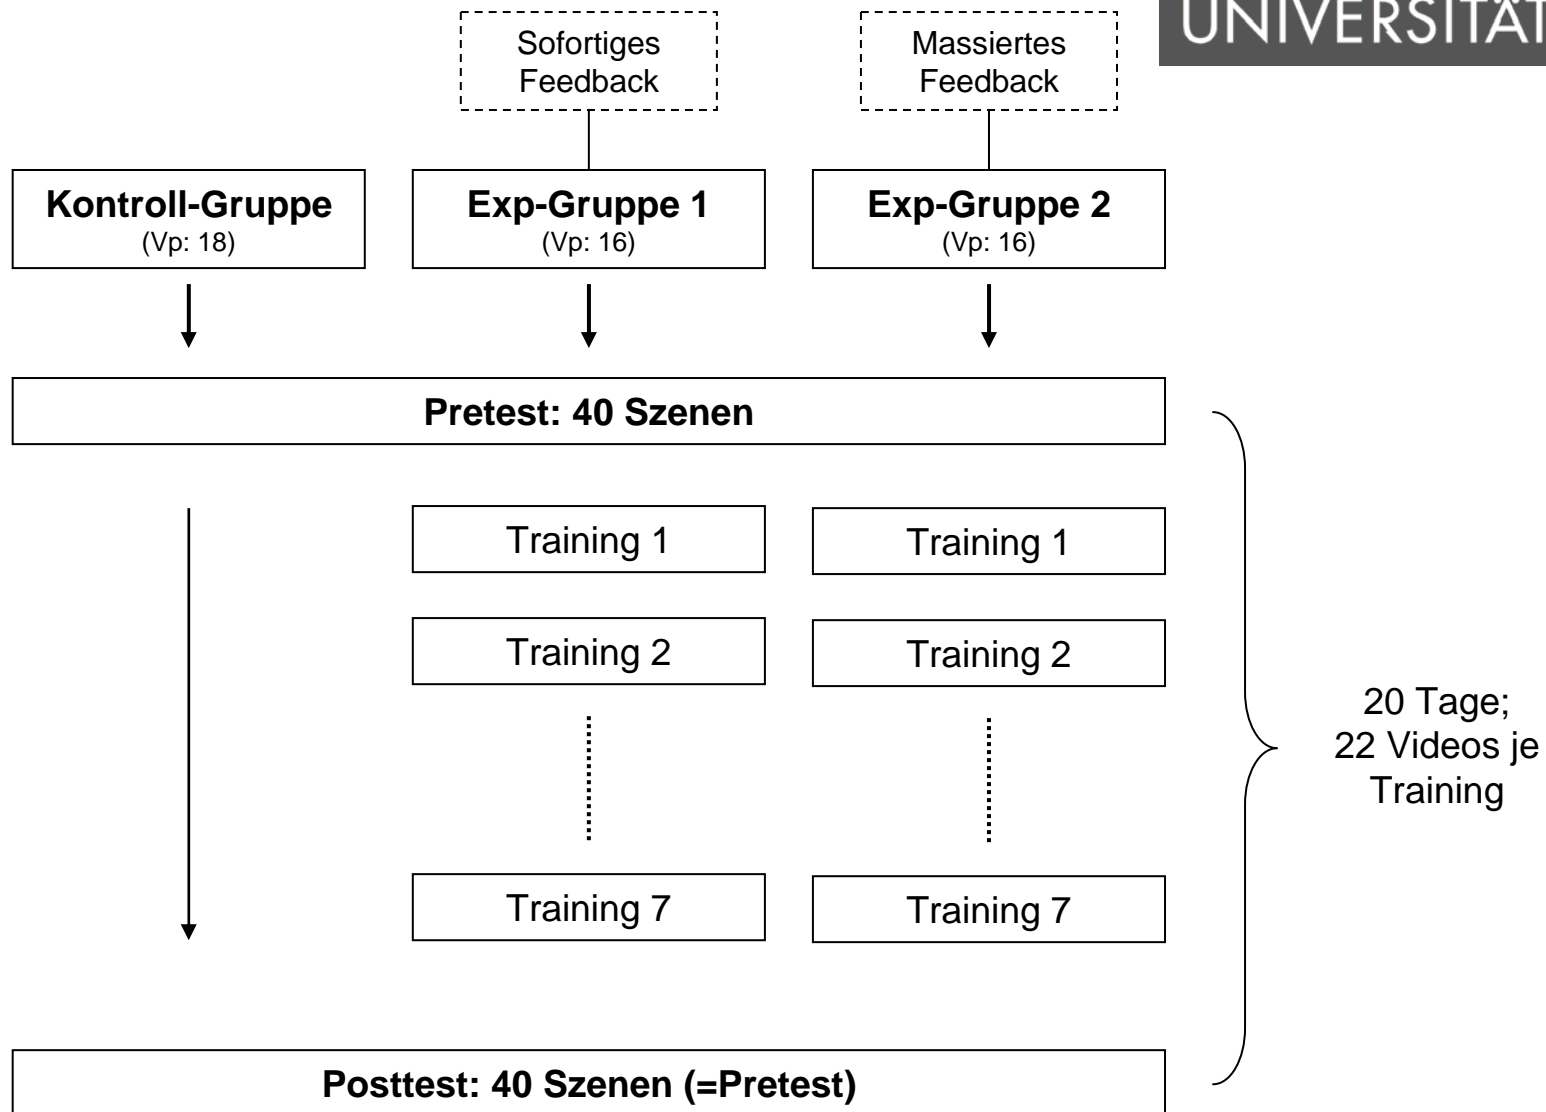 UNIVERSITÄT
Sofortiges
Feedback
Massiertes
Feedback
Kontroll-Gruppe
(Vp: 18)
Exp-Gruppe 1
(Vp: 16)
Exp-Gruppe 2
(Vp: 16)
Pretest: 40 Szenen
Training 1
Training 1
Training 2
Training 2
20 Tage;
22 Videos je
Training
Training 7
Training 7
Posttest: 40 Szenen (=Pretest)